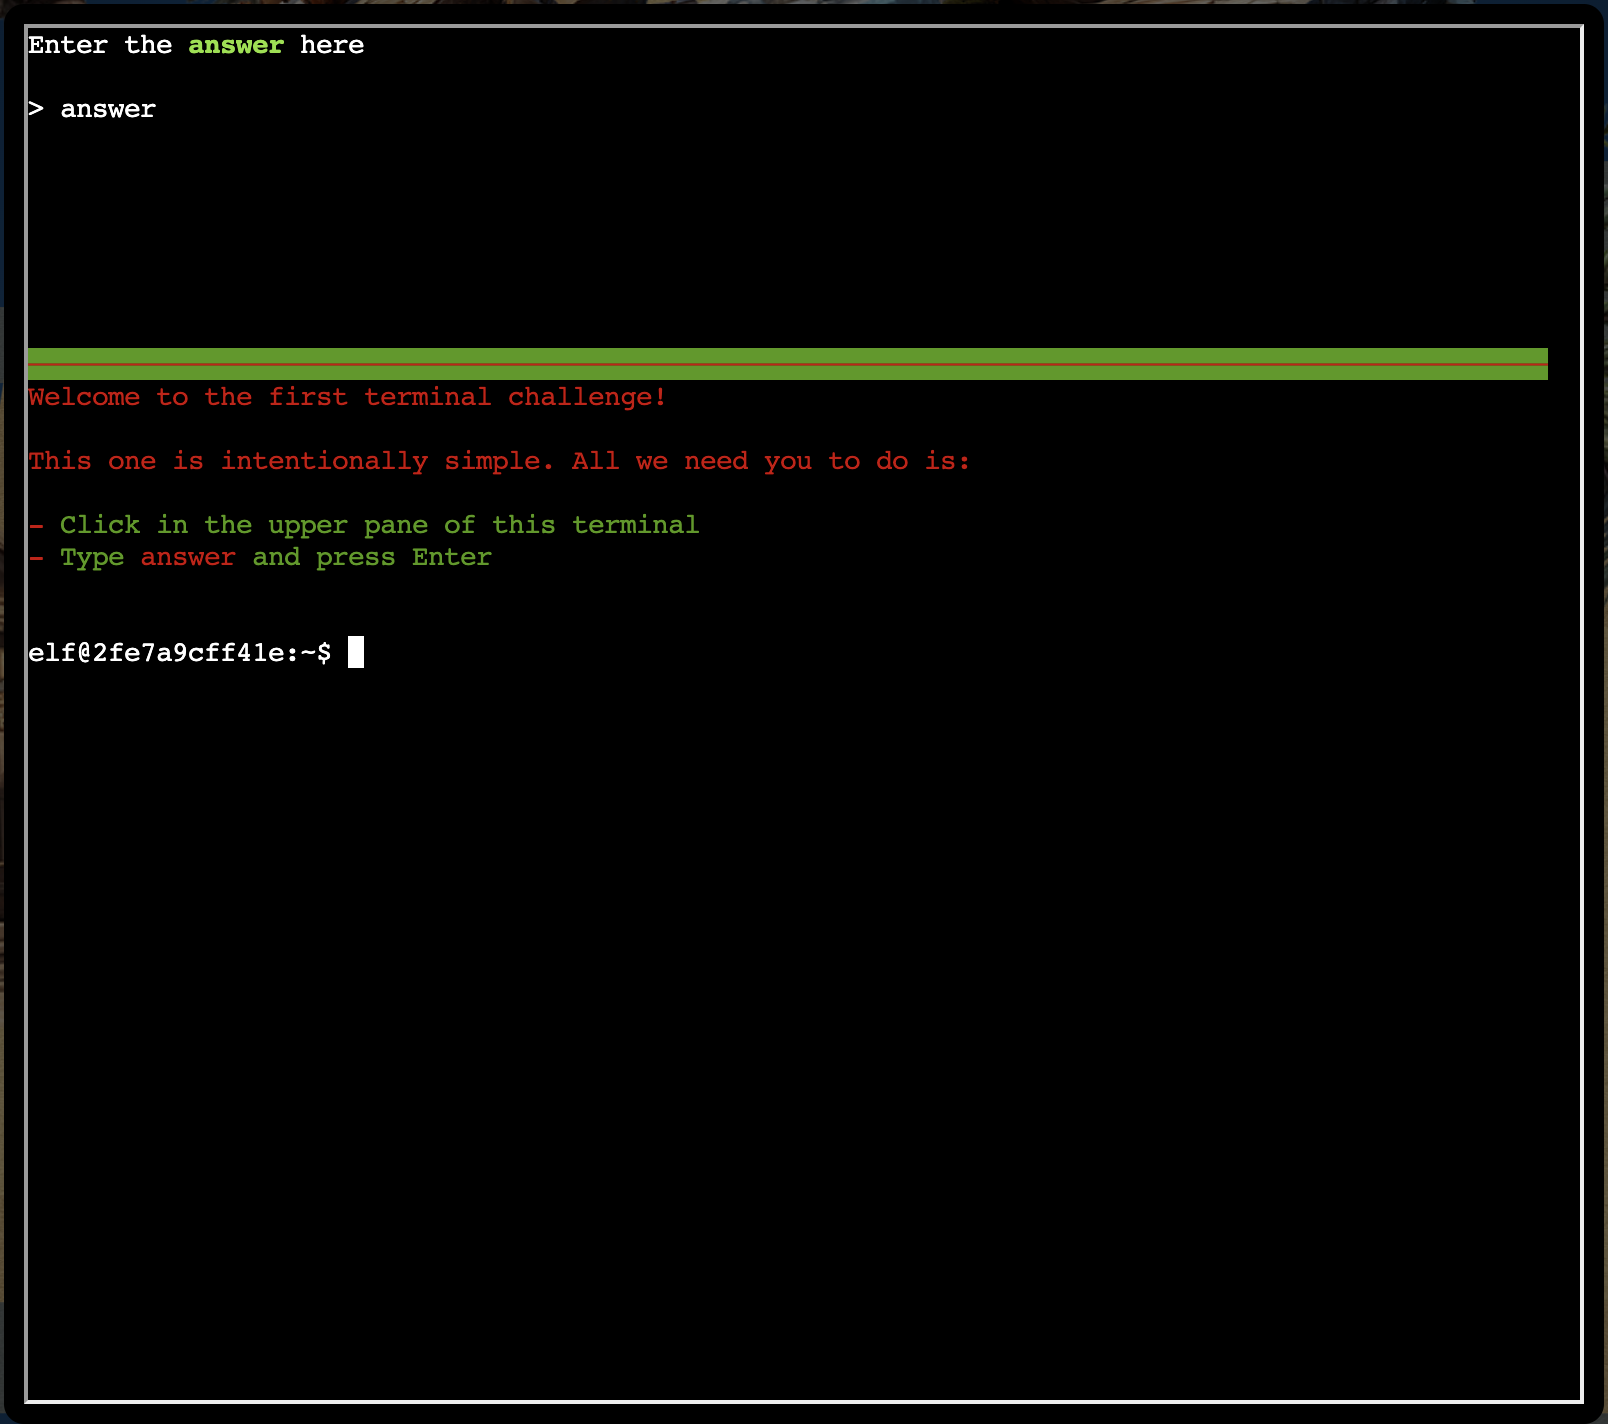 Enter the answer here
> answer
Welcome to the first terminal challenge!
This one is intentionally simple. All we need you to do is:
- Click in the upper pane of this terminal
- Type answer and press Enter
elf@2fe7a9cff41e:~$